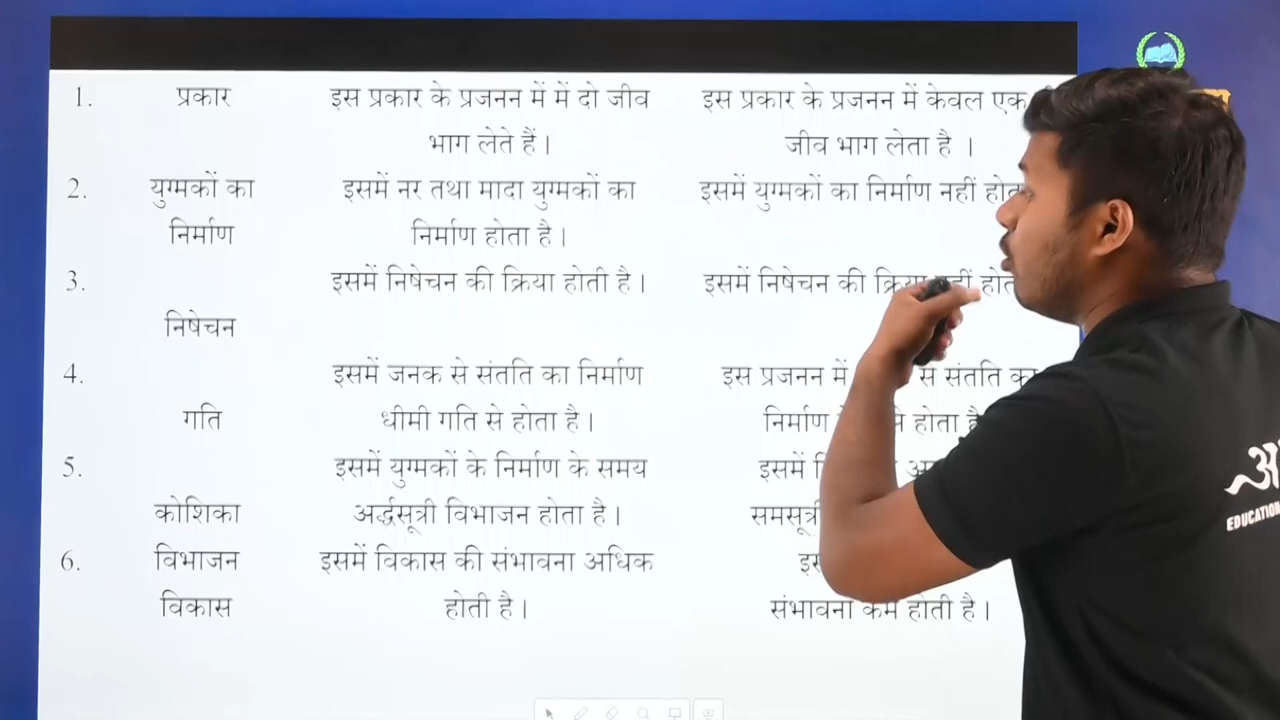 1. प्रकार इस प्रकार के प्रजनन में में दो जीव इस प्रकार के प्रजनन में केवल एक
भाग लेते हैं। जीव भाग लेता है ।
2. युग्मकों का इसमें नर तथा मादा युग्मकों का इसमें युग्मकों का निर्माण नहीं
निर्माण निर्माण होता है।
3. इसमें निषेचन की क्रिया होती है। इसमें निषेचन की क्रिया
निषेचन
4. इसमें जनक से संतति का निर्माण इस प्रजनन में से संतति का
गति धीमी गति से होता है। निर्माण होता
5. इसमें युग्मकों के निर्माण के समय इसमें
कोशिका अर्द्धसूत्री विभाजन होता है। समसूत्री
6. विभाजन इसमें विकास की संभावना अधिक
विकास होती है। संभावना कम होती है।
EDUCATION